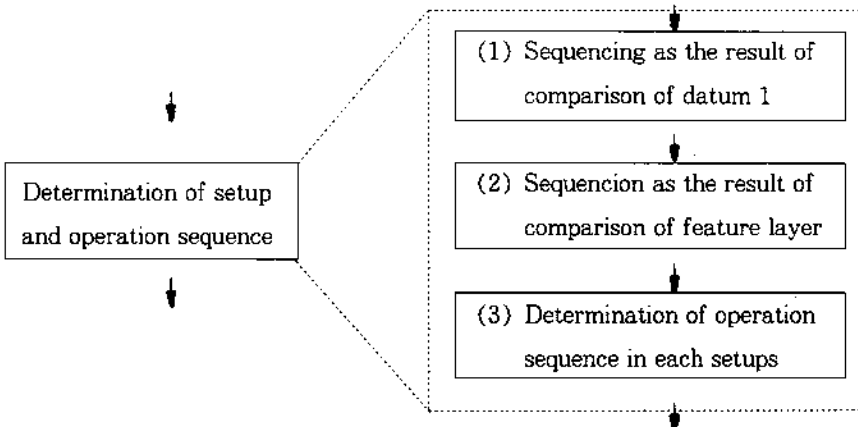 Determination of setup
and operation sequence
(1) Sequencing as the result of
comparison of datum 1
(2) Sequencion as the result of
comparison of feature layer
(3) Determination of operation
sequence in each setups